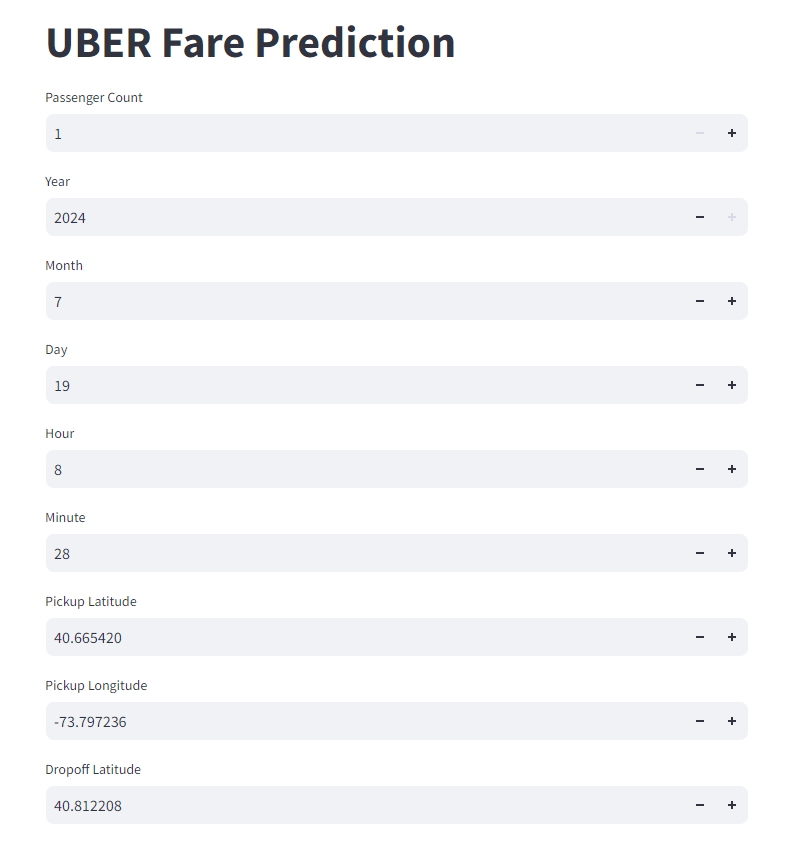 UBER Fare Prediction
Passenger Count
1
Year
2024
Month
7
Day
19
Hour
8
Minute
28
Pickup Latitude
40.665420
Pickup Longitude
-73.797236
Dropoff Latitude
40.812208